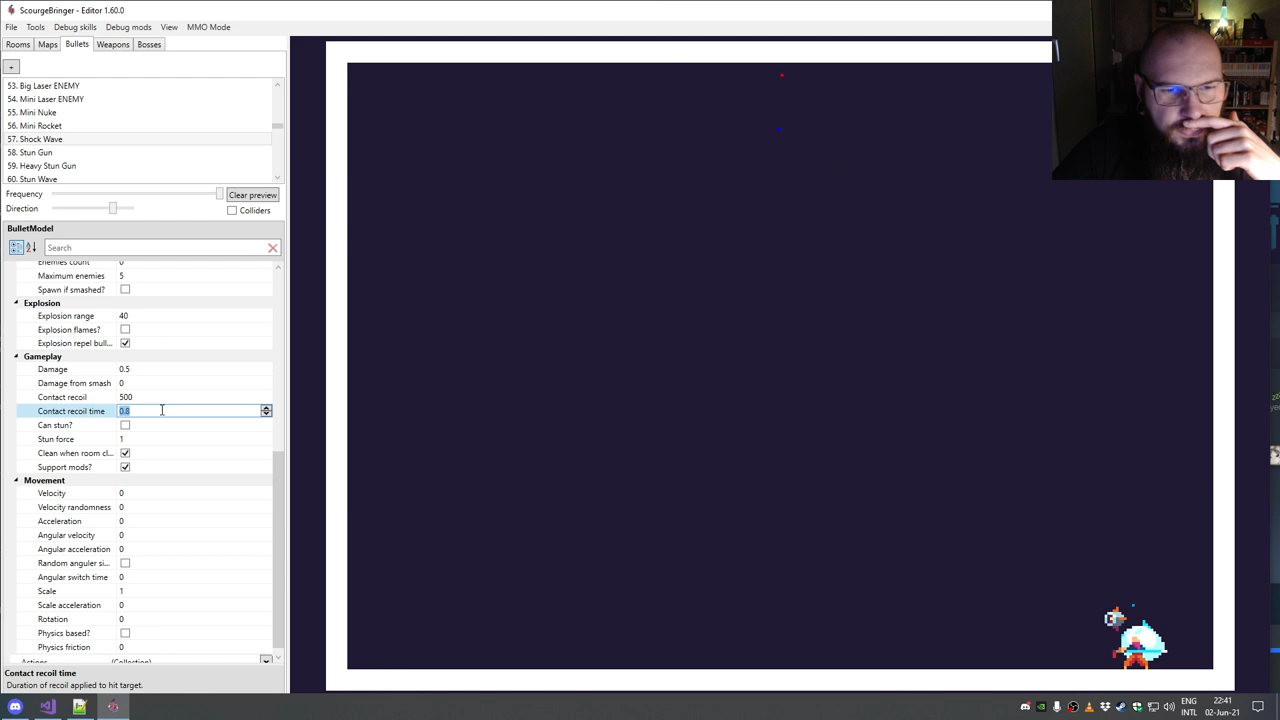 ScourgeBringer - Editor 1.60.0
File Tools Debug skills Debug mods View MMO Mode
Rooms Maps Bullets Weapons Bosses
+
53. Big Laser ENEMY
54. Mini Laser ENEMY
55. Mini Nuke
56. Mini Rocket
57. Shock Wave
58. Stun Gun
59. Heavy Stun Gun
60. Stun Wave
Frequency Clear preview
Direction Colliders
BulletModel
Search
Enemies count 0
Maximum enemies 5
Spawn if smashed?
Explosion
Explosion range 40
Explosion flames?
Explosion repel bull...
Gameplay
Damage 0.5
Damage from smash 0
Contact recoil 500
Contact recoil time 0.8
Can stun?
Stun force 1
Clean when room cl...
Support mods?
Movement
Velocity 0
Velocity randomness 0
Acceleration 0
Angular velocity 0
Angular acceleration 0
Random anguler si...
Angular switch time 0
Scale 1
Scale acceleration 0
Rotation 0
Physics based?
Physics friction 0
Actions (Collection)
Contact recoil time
Duration of recoil applied to hit target.
ENG
INTL
22:41
02-Jun-21